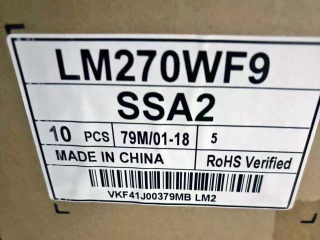 LM270WF9
SSA2
10 PCS 79M/01-18 5
MADE IN CHINA RoHS Verified
VKF41J00379MB LM2